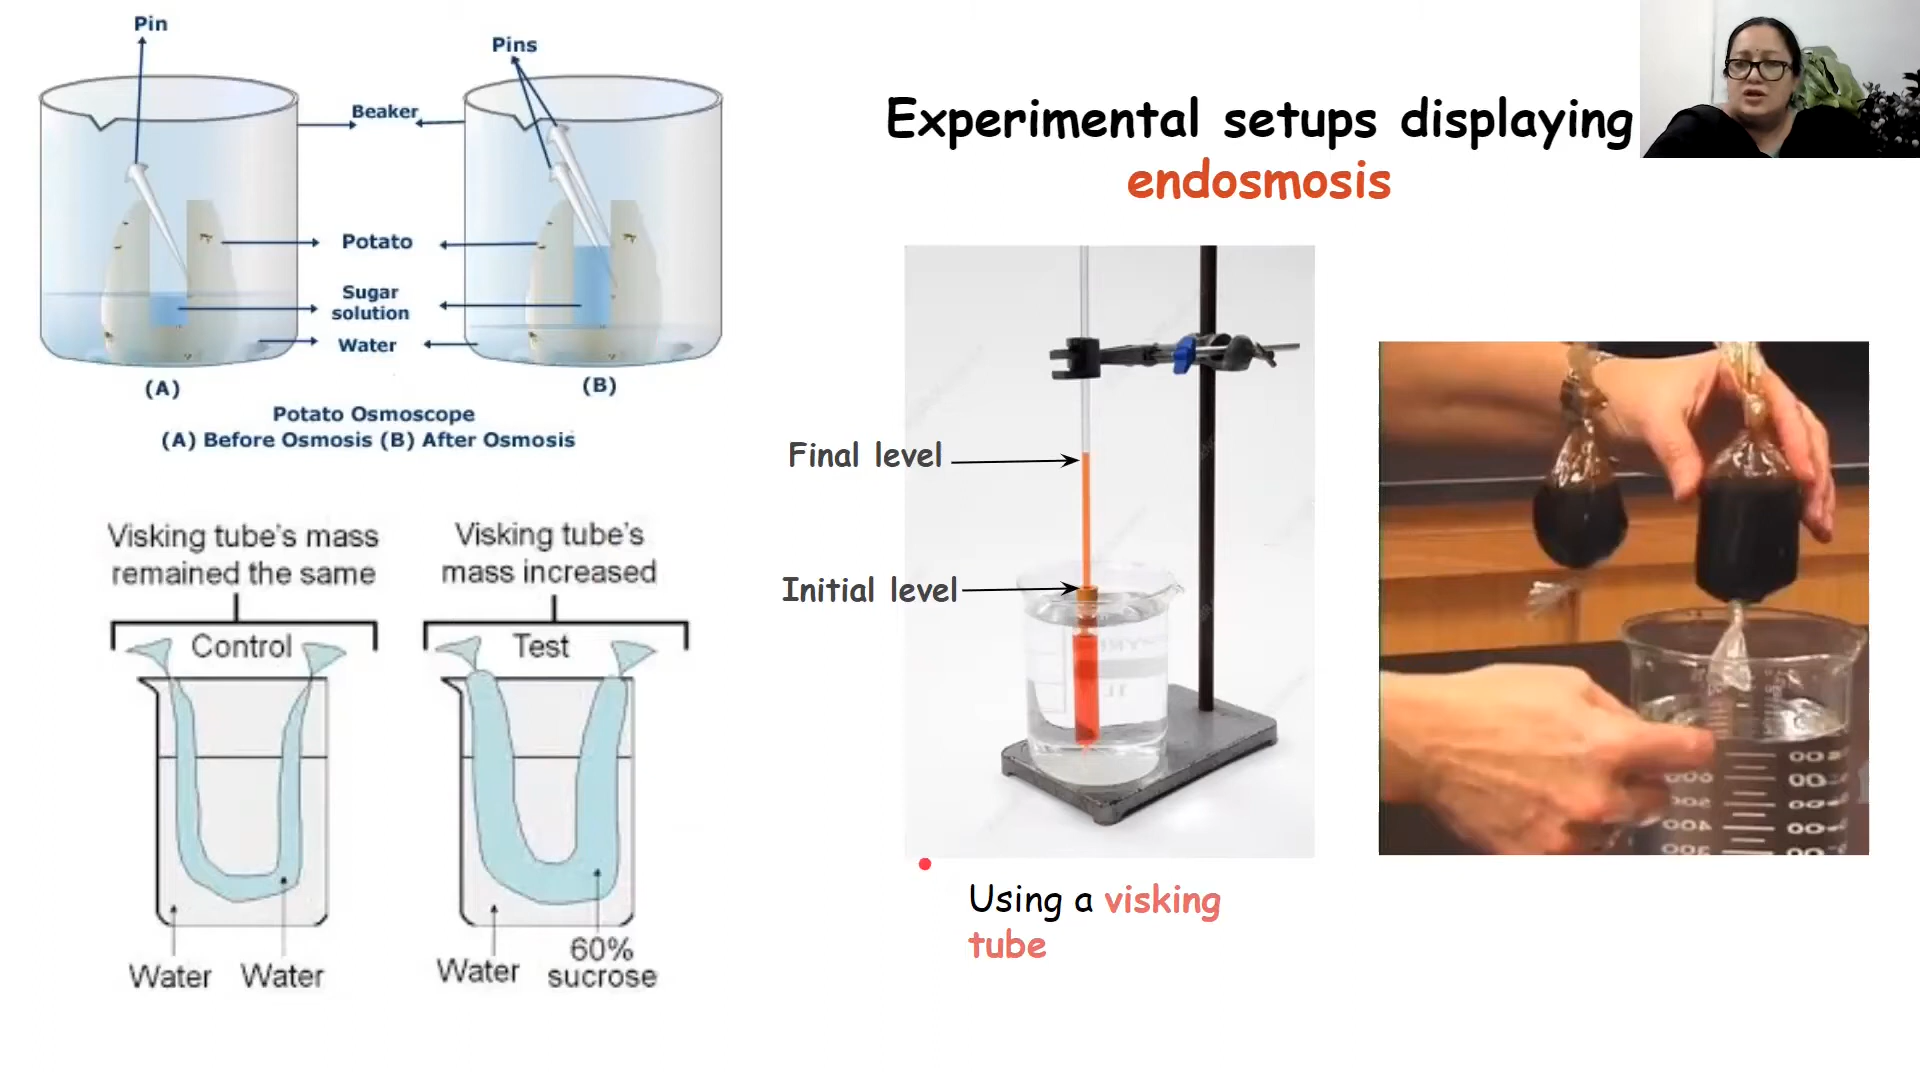 Pin
Pins
Beaker
Potato
Sugar
solution
Water
(A)
(B)
Potato Osmoscope
(A) Before Osmosis (B) After Osmosis
Experimental setups displaying
endosmosis
Final level
Initial level
Using a visking
tube
Visking tube's mass
remained the same
Visking tube's
mass increased
Control
Test
Water
Water
Water
60%
sucrose